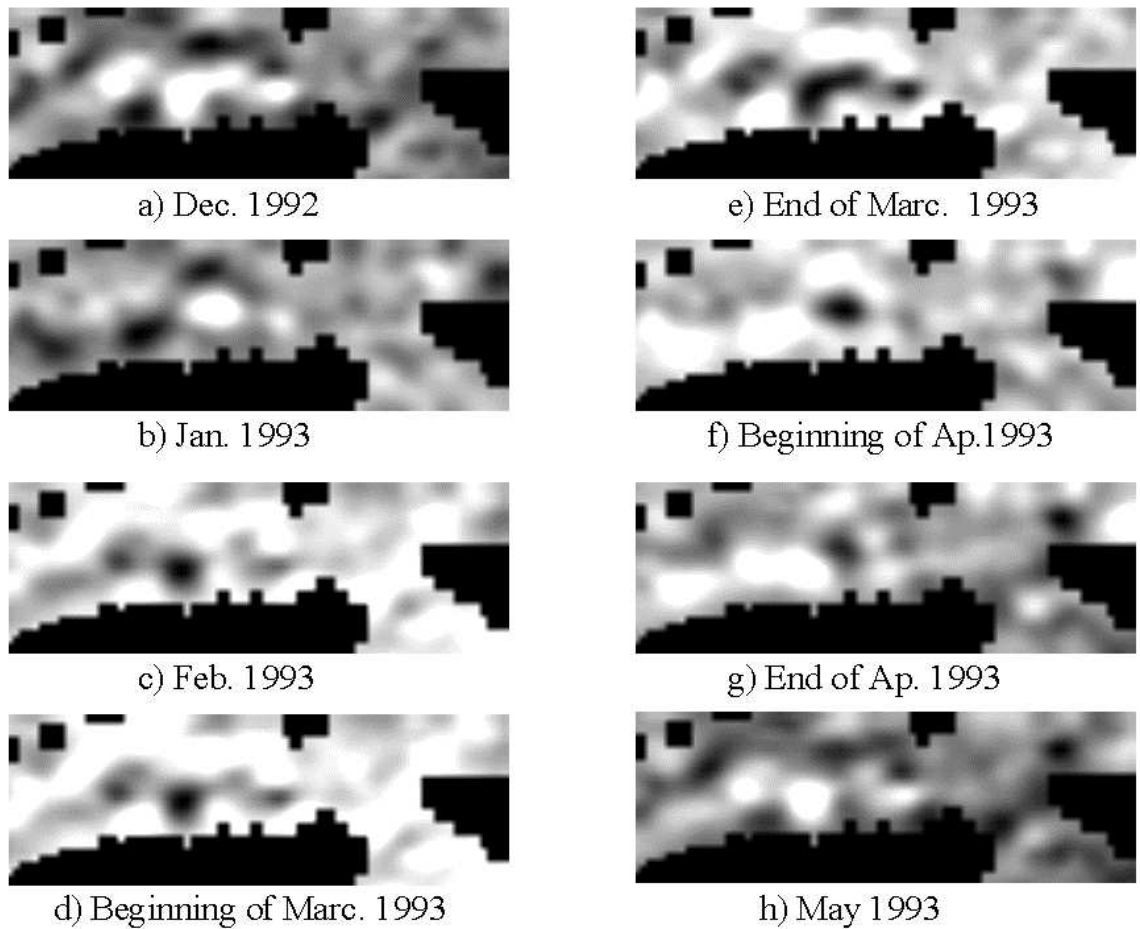 a) Dec. 1992
e) End of Marc. 1993
b) Jan. 1993
f) Beginning of Ap.1993
c) Feb. 1993
g) End of Ap. 1993
d) Beginning of Marc. 1993
h) May 1993